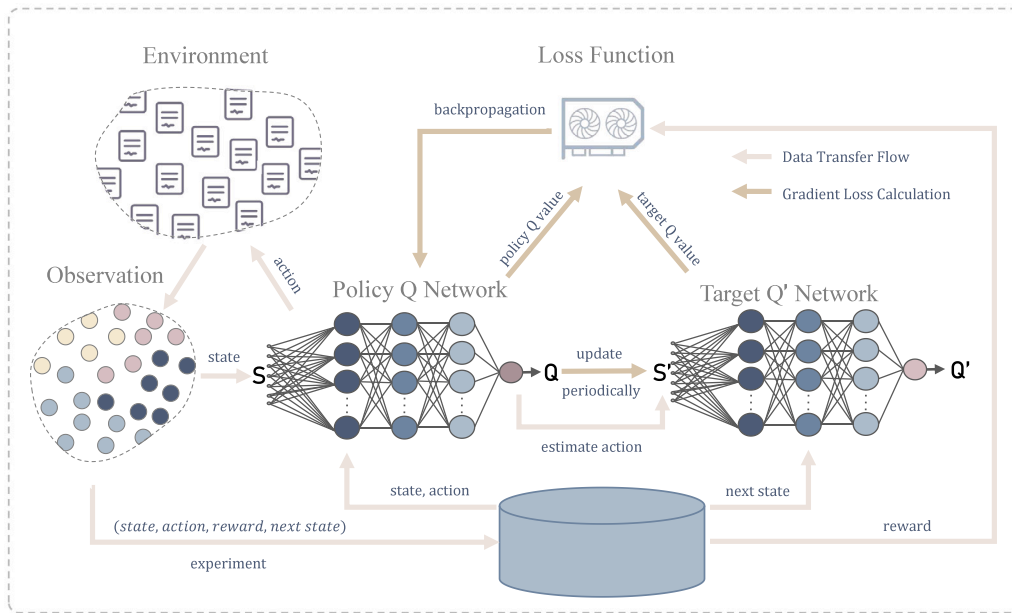 Environment
Loss Function
backpropagation
Data Transfer Flow
Gradient Loss Calculation
policy Q value
target Q value
action
Observation
Policy Q Network
Target Q' Network
state
S
Q
update
periodically
S'
Q'
estimate action
state, action
next state
(state, action, reward, next state)
experiment
reward